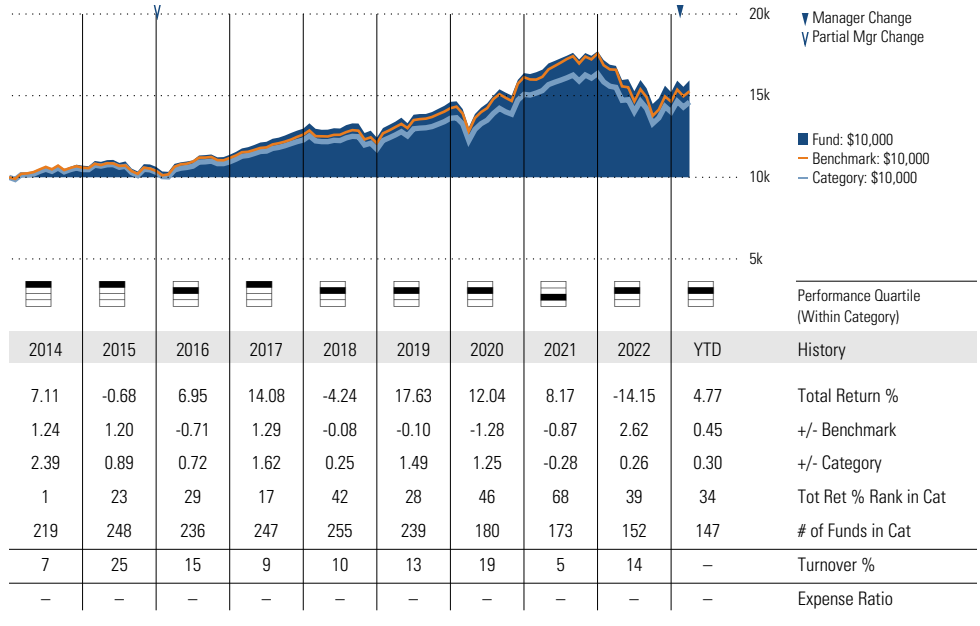 20k
▼ Manager Change
Partial Mgr Change
15k
Fund: $10,000
Benchmark: $10,000
Category: $10,000
10k
5k
Performance Quartile
(Within Category)
2014 2015 2016 2017 2018 2019 2020 2021 2022 YTD History
7.11 -0.68 6.95 14.08 -4.24 17.63 12.04 8.17 -14.15 4.77 Total Return %
1.24 1.20 -0.71 1.29 -0.08 -0.10 -1.28 -0.87 2.62 0.45 +/- Benchmark
2.39 0.89 0.72 1.62 0.25 1.49 1.25 -0.28 0.26 0.30 +/- Category
1 23 29 17 42 28 46 68 39 34 Tot Ret % Rank in Cat
219 248 236 247 255 239 180 173 152 147 # of Funds in Cat
7 25 15 9 10 13 19 5 14 – Turnover %
– – – – – – – – – – Expense Ratio